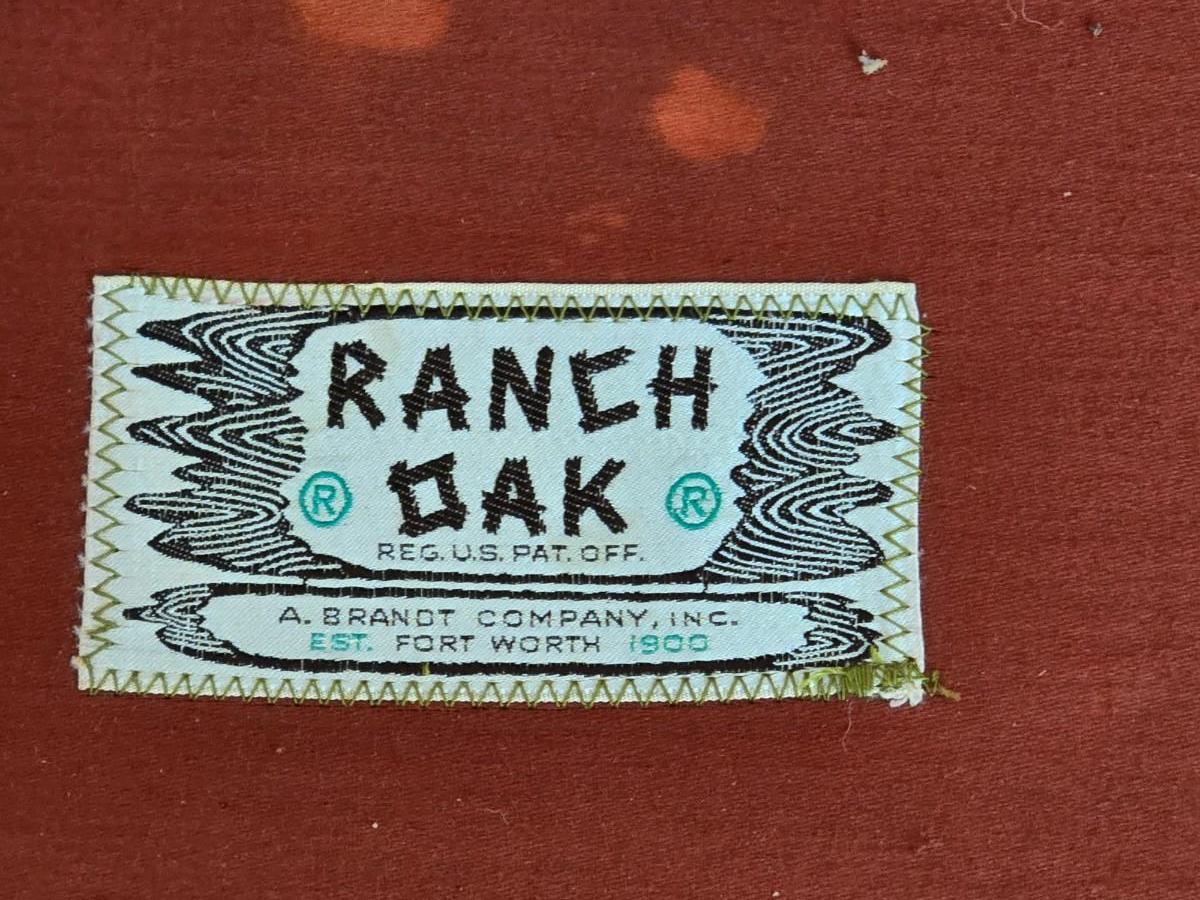 RANCH
® OAK ®
REG. U.S. PAT. OFF.
A. BRANDT COMPANY, INC.
EST. FORT WORTH 1900